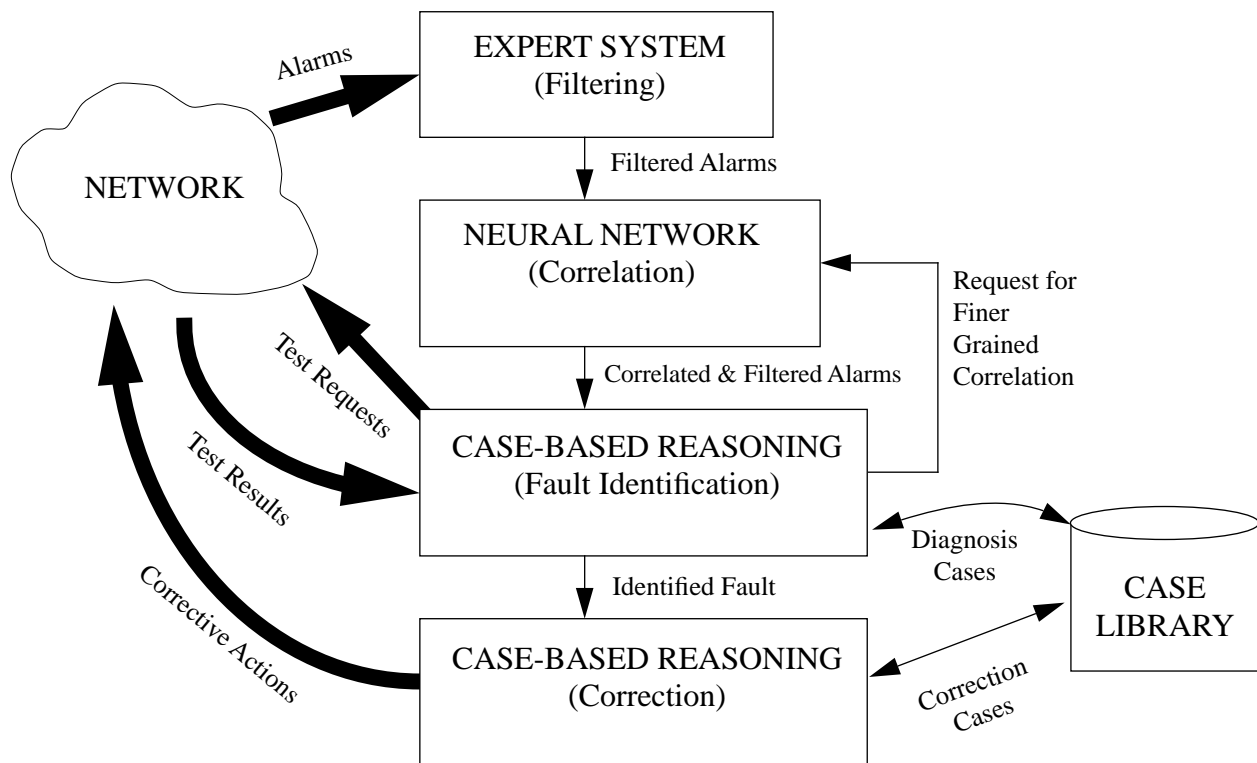 EXPERT SYSTEM
(Filtering)
Alarms
Filtered Alarms
NETWORK
NEURAL NETWORK
(Correlation)
Request for
Finer
Grained
Correlation
Test Requests
Correlated & Filtered Alarms
CASE-BASED REASONING
(Fault Identification)
Test Results
Diagnosis
Cases
CASE
LIBRARY
Identified Fault
Corrective Actions
CASE-BASED REASONING
(Correction)
Correction
Cases